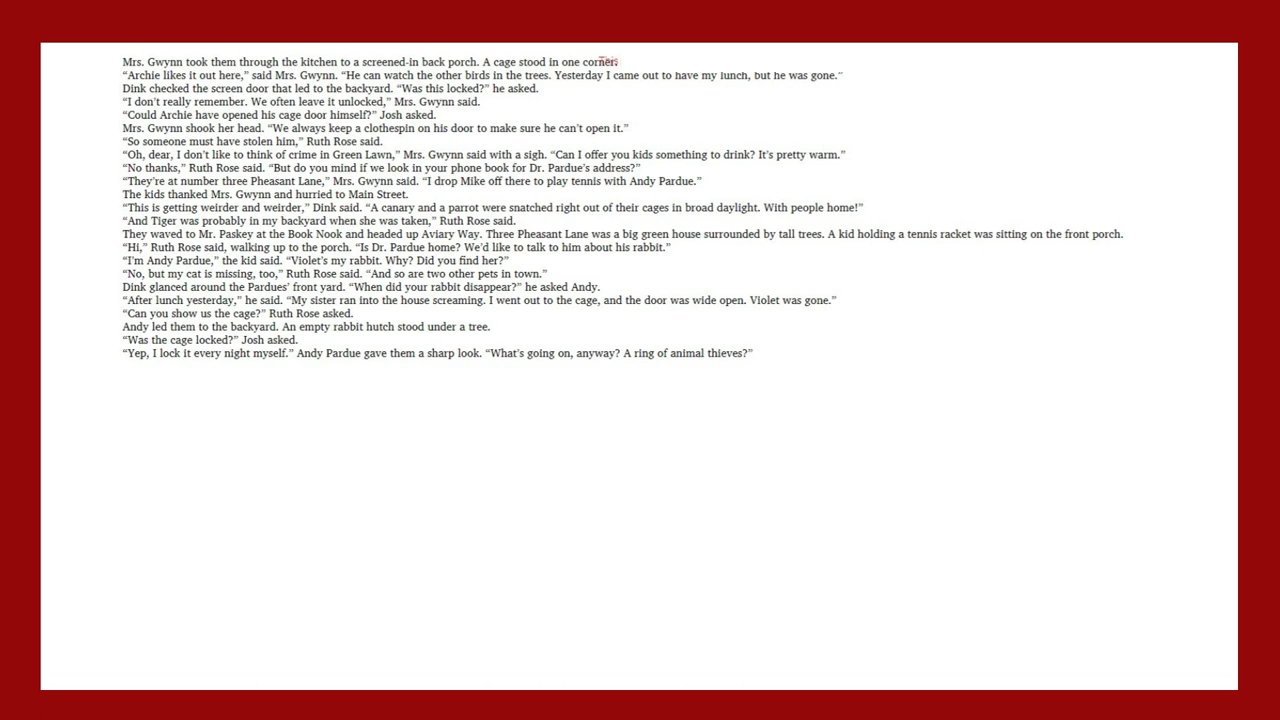 Mrs. Gwynn took them through the kitchen to a screened-in back porch. A cage stood in one corner.
“Archie likes it out here,” said Mrs. Gwynn. “He can watch the other birds in the trees. Yesterday I came out to have my lunch, but he was gone.”
Dink checked the screen door that led to the backyard. “Was this locked?” he asked.
“I don’t really remember. We often leave it unlocked,” Mrs. Gwynn said.
“Could Archie have opened his cage door himself?” Josh asked.
Mrs. Gwynn shook her head. “We always keep a clothespin on his door to make sure he can’t open it.”
“So someone must have stolen him,” Ruth Rose said.
“Oh, dear, I don’t like to think of crime in Green Lawn,” Mrs. Gwynn said with a sigh. “Can I offer you kids something to drink? It’s pretty warm.”
“No thanks,” Ruth Rose said. “But do you mind if we look in your phone book for Dr. Pardue’s address?”
“They’re at number three Pheasant Lane,” Mrs. Gwynn said. “I drop Mike off there to play tennis with Andy Pardue.”
The kids thanked Mrs. Gwynn and hurried to Main Street.
“This is getting weirder and weirder,” Dink said. “A canary and a parrot were snatched right out of their cages in broad daylight. With people home!”
“And Tiger was probably in my backyard when she was taken,” Ruth Rose said.
They waved to Mr. Paskey at the Book Nook and headed up Aviary Way. Three Pheasant Lane was a big green house surrounded by tall trees. A kid holding a tennis racket was sitting on the front porch.
“Hi,” Ruth Rose said, walking up to the porch. “Is Dr. Pardue home? We’d like to talk to him about his rabbit.”
“I’m Andy Pardue,” the kid said. “Violet’s my rabbit. Why? Did you find her?”
“No, but my cat is missing, too,” Ruth Rose said. “And so are two other pets in town.”
Dink glanced around the Pardues’ front yard. “When did your rabbit disappear?” he asked Andy.
“After lunch yesterday,” he said. “My sister ran into the house screaming. I went out to the cage, and the door was wide open. Violet was gone.”
“Can you show us the cage?” Ruth Rose asked.
Andy led them to the backyard. An empty rabbit hutch stood under a tree.
“Was the cage locked?” Josh asked.
“Yep, I lock it every night myself.” Andy Pardue gave them a sharp look. “What’s going on, anyway? A ring of animal thieves?”